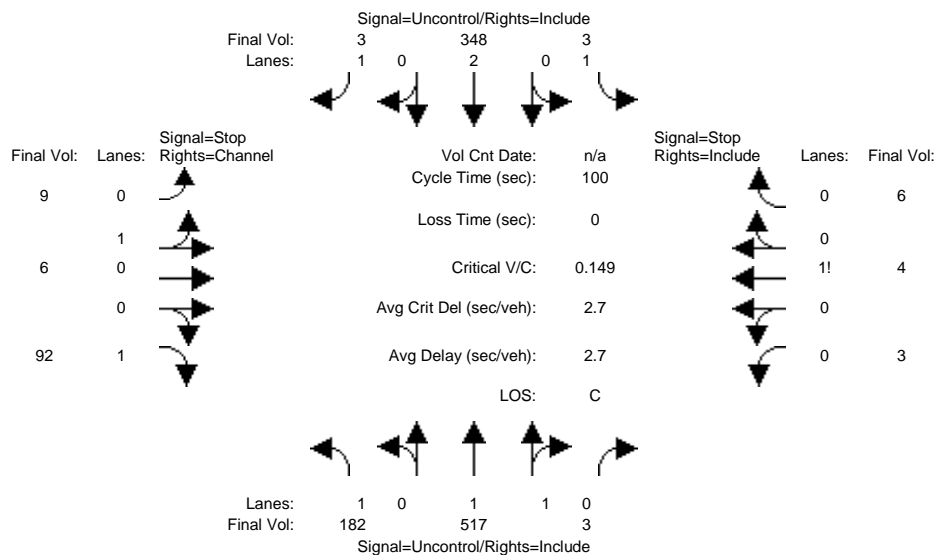 Signal=Uncontrol/Rights=Include
Final Vol: 3 348 3
Lanes: 1 0 2 0 1
Signal=Stop Signal=Stop
Final Vol: Lanes: Rights=Channel Vol Cnt Date: n/a Rights=Include Lanes: Final Vol:
Cycle Time (sec): 100
9 0 0 6
Loss Time (sec): 0
1 0
6 0 Critical V/C: 0.149 1! 4
0 Avg Crit Del (sec/veh): 2.7 0
92 1 Avg Delay (sec/veh): 2.7 0 3
LOS: C
Lanes: 1 0 1 1 0
Final Vol: 182 517 3
Signal=Uncontrol/Rights=Include